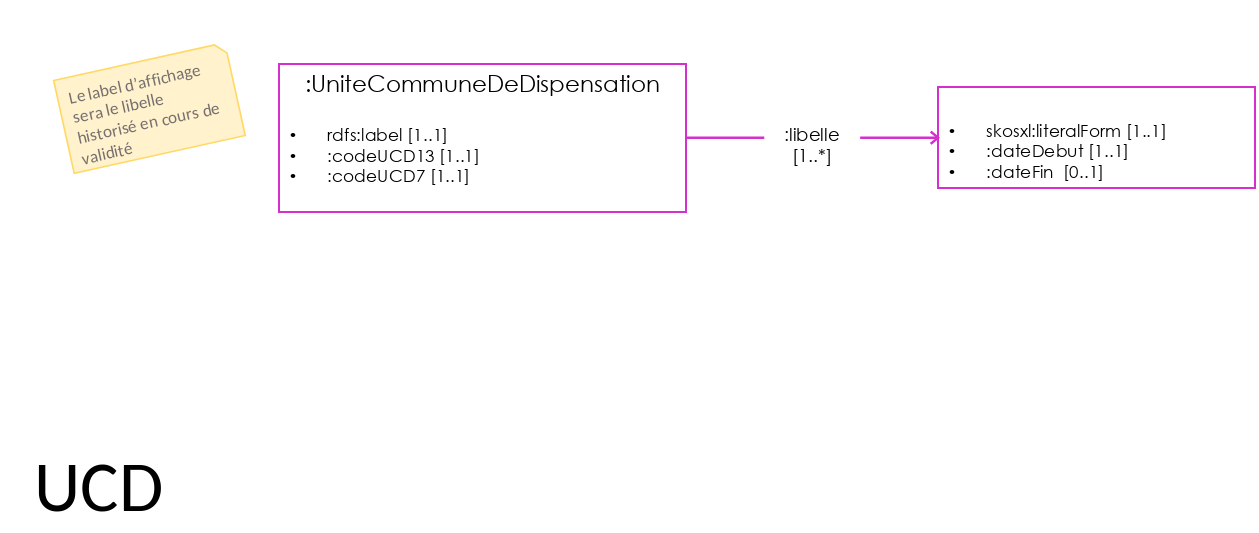 Le label d'affichage
sera le libelle
historisé en cours de
validité
:UniteCommuneDeDispensation
• rdfs:label [1..1]
• :codeUCD13 [1..1]
• :codeUCD7 [1..1]
:libelle
[1..*]
• skosxl:literalForm [1..1]
• :dateDebut [1..1]
• :dateFin [0..1]
UCD